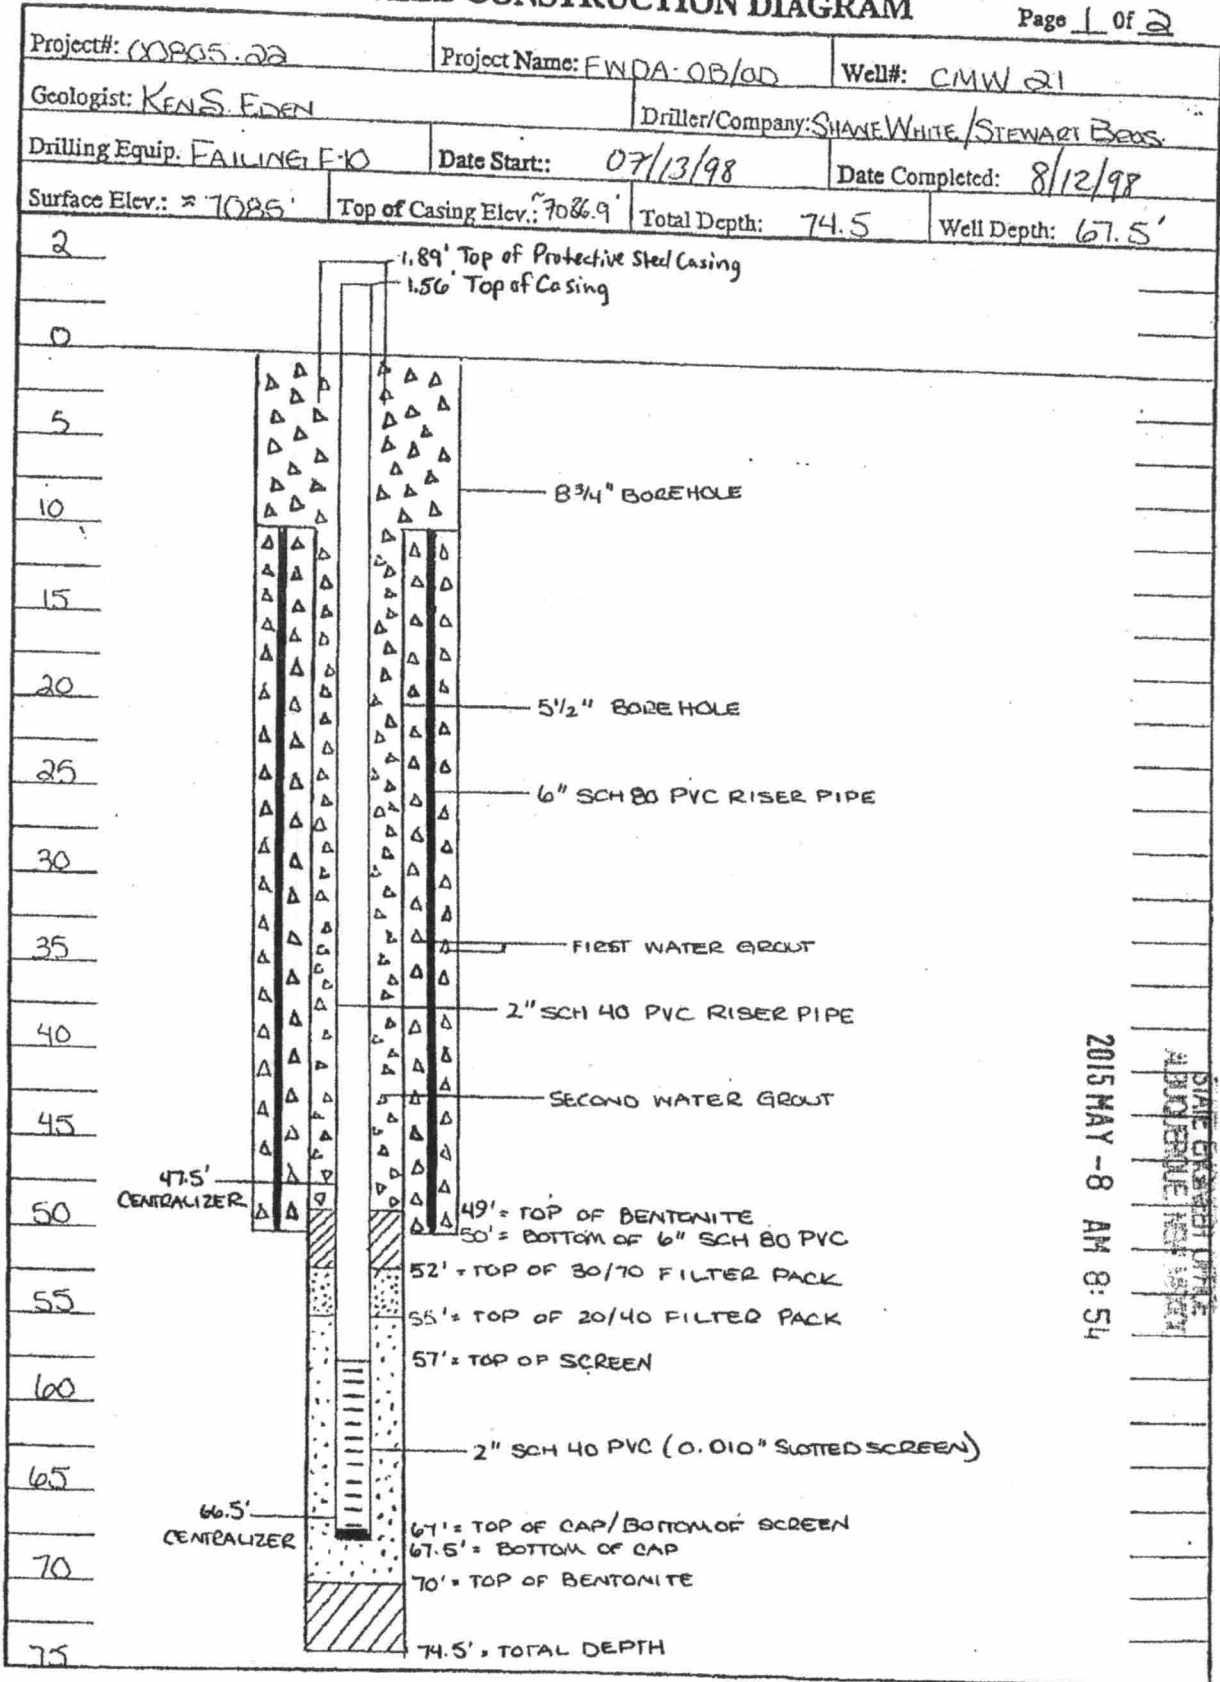 CONSTRUCTION DIAGRAM
Page 1 Of 2
Project#: 00805.22 Project Name: FWDA-OB/OD Well#: CMW 21
Geologist: KEN S. EDEN Driller/Company: SHANE WHITE/STEWART BROS.
Drilling Equip. FAILING F-10 Date Start:: 07/13/98 Date Completed: 8/12/98
Surface Elev.: ≈ 7085' Top of Casing Elev.: ~7086.9' Total Depth: 74.5 Well Depth: 67.5'
2
1.89' Top of Protective Steel Casing
1.56' Top of Casing
0
5
8 3/4" BOREHOLE
10
15
20
5 1/2" BOREHOLE
25
6" SCH 80 PVC RISER PIPE
30
35
FIRST WATER GROUT
2" SCH 40 PVC RISER PIPE
40
SECOND WATER GROUT
45
47.5'
CENTRALIZER
50
49' = TOP OF BENTONITE
50' = BOTTOM OF 6" SCH 80 PVC
52' = TOP OF 30/70 FILTER PACK
55
55' = TOP OF 20/40 FILTER PACK
57' = TOP OF SCREEN
60
2" SCH 40 PVC (0.010" SLOTTED SCREEN)
65
66.5'
CENTRALIZER
67' = TOP OF CAP/BOTTOM OF SCREEN
67.5' = BOTTOM OF CAP
70
70' = TOP OF BENTONITE
74.5' = TOTAL DEPTH
75
2015 MAY -8 AM 8:54